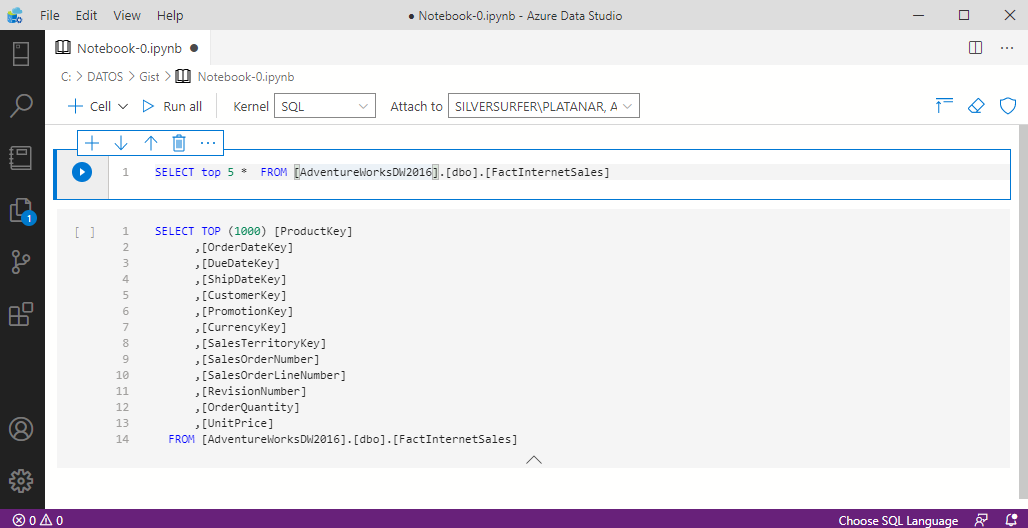 File Edit View Help ● Notebook-0.ipynb - Azure Data Studio
Notebook-0.ipynb ●
C: > DATOS > Gist > Notebook-0.ipynb
+ Cell Run all Kernel SQL Attach to SILVERSURFER\PLATANAR, A
1 SELECT top 5 *  FROM [AdventureWorksDW2016].[dbo].[FactInternetSales]
[ ] 1 SELECT TOP (1000) [ProductKey]
2 ,[OrderDateKey]
3 ,[DueDateKey]
4 ,[ShipDateKey]
5 ,[CustomerKey]
6 ,[PromotionKey]
7 ,[CurrencyKey]
8 ,[SalesTerritoryKey]
9 ,[SalesOrderNumber]
10 ,[SalesOrderLineNumber]
11 ,[RevisionNumber]
12 ,[OrderQuantity]
13 ,[UnitPrice]
14 FROM [AdventureWorksDW2016].[dbo].[FactInternetSales]
1
0 0 Choose SQL Language